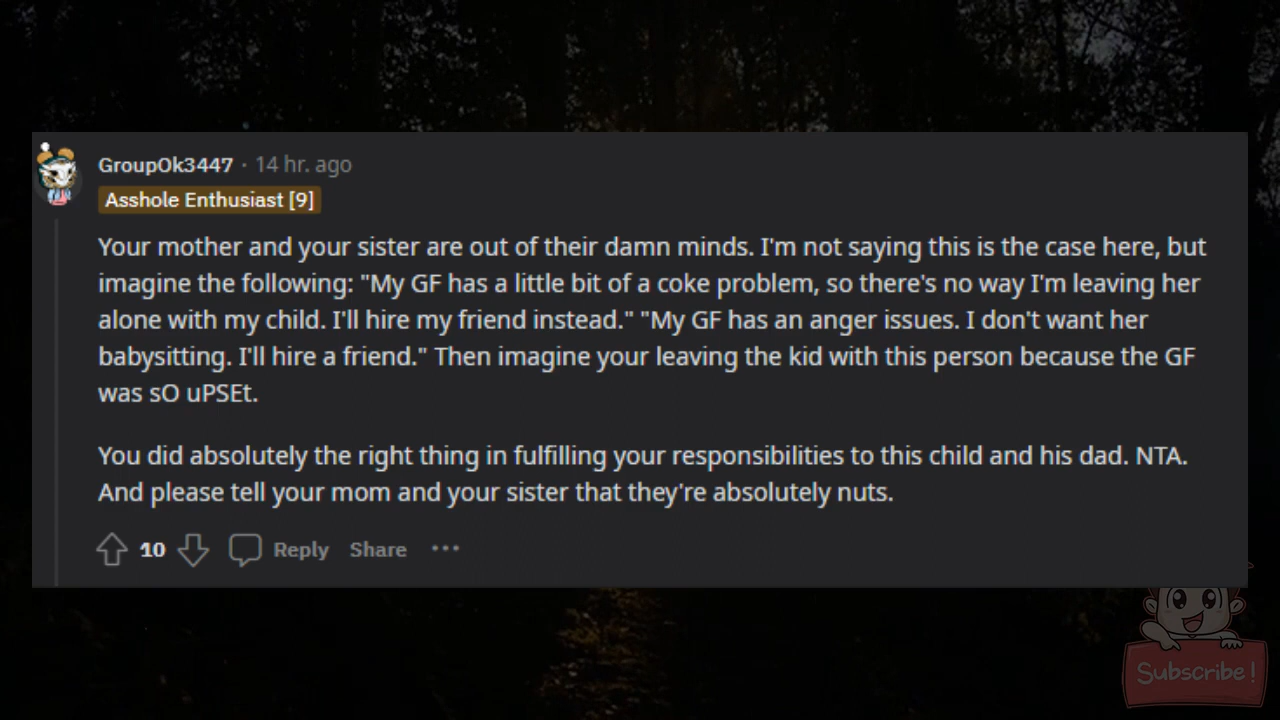 GroupOk3447 · 14 hr. ago
Asshole Enthusiast [9]
Your mother and your sister are out of their damn minds. I'm not saying this is the case here, but
imagine the following: "My GF has a little bit of a coke problem, so there's no way I'm leaving her
alone with my child. I'll hire my friend instead." "My GF has an anger issues. I don't want her
babysitting. I'll hire a friend." Then imagine your leaving the kid with this person because the GF
was sO uPSEt.
You did absolutely the right thing in fulfilling your responsibilities to this child and his dad. NTA.
And please tell your mom and your sister that they're absolutely nuts.
10 Reply Share ···
Subscribe!